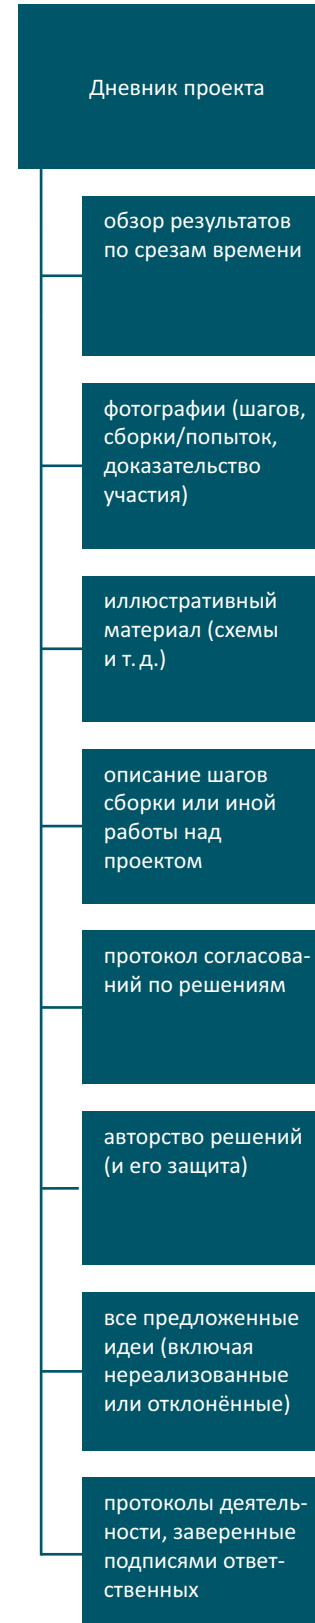 Дневник проекта
обзор результатов
по срезам времени
фотографии (шагов,
сборки/попыток,
доказательство
участия)
иллюстративный
материал (схемы
и т. д.)
описание шагов
сборки или иной
работы над
проектом
протокол согласова-
ний по решениям
авторство решений
(и его защита)
все предложенные
идеи (включая
нереализованные
или отклонённые)
протоколы деятель-
ности, заверенные
подписями ответ-
ственных